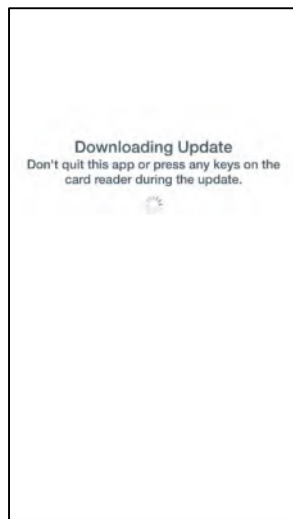 Downloading Update
Don't quit this app or press any keys on the
card reader during the update.